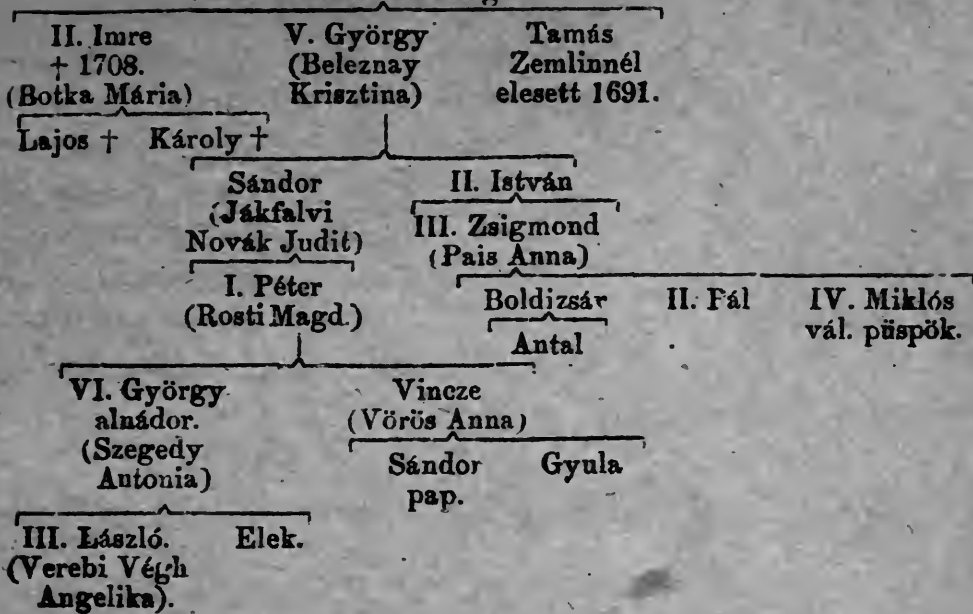 II. Imre V. György Tamás
† 1708. (Beleznay Zemlinnél
(Botka Mária) Krisztina) elesett 1691.
Lajos † Károly †
Sándor II. István
(Jákfalvi III. Zsigmond
Novák Judit) (Pais Anna)
I. Péter Boldizsár II. Pál IV. Miklós
(Rosti Magd.) vál. püspök.
Antal
VI. György Vincze
alnádor. (Vörös Anna)
(Szegedy Sándor Gyula
Antonia) pap.
III. László. Elek.
(Verebi Végh
Angelika).